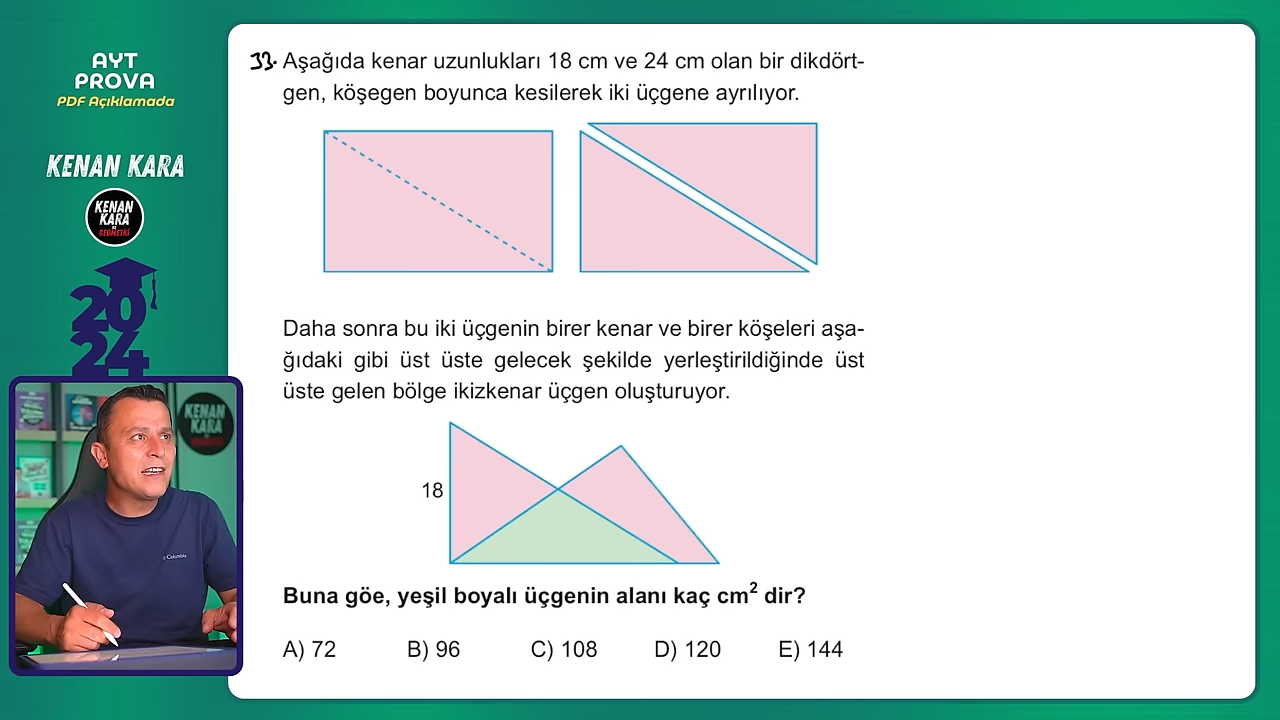 AYT
PROVA
PDF Açıklamada
KENAN KARA
KENAN
KARA
ile
GEOMETRİ
2024
KENAN
KARA
Columbia
33. Aşağıda kenar uzunlukları 18 cm ve 24 cm olan bir dikdört-
gen, köşegen boyunca kesilerek iki üçgene ayrılıyor.
Daha sonra bu iki üçgenin birer kenar ve birer köşeleri aşa-
ğıdaki gibi üst üste gelecek şekilde yerleştirildiğinde üst
üste gelen bölge ikizkenar üçgen oluşturuyor.
18
Buna göe, yeşil boyalı üçgenin alanı kaç cm² dir?
A) 72 B) 96 C) 108 D) 120 E) 144